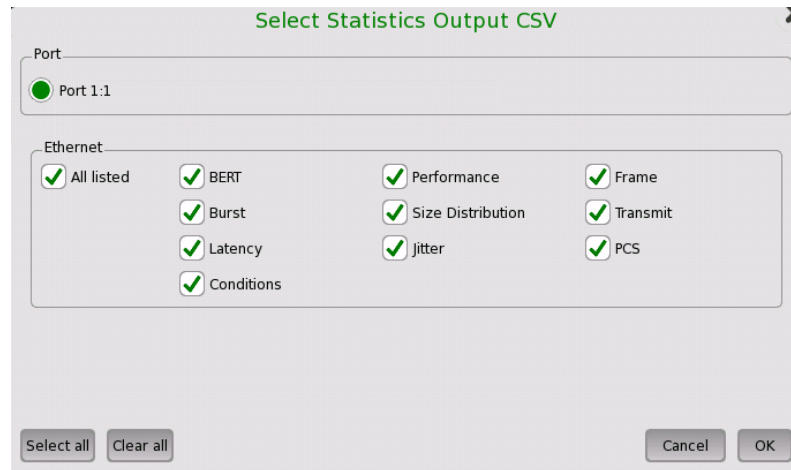 Select Statistics Output CSV
Port
Port 1:1
Ethernet
All listed BERT Performance Frame
Burst Size Distribution Transmit
Latency Jitter PCS
Conditions
Select all Clear all Cancel OK